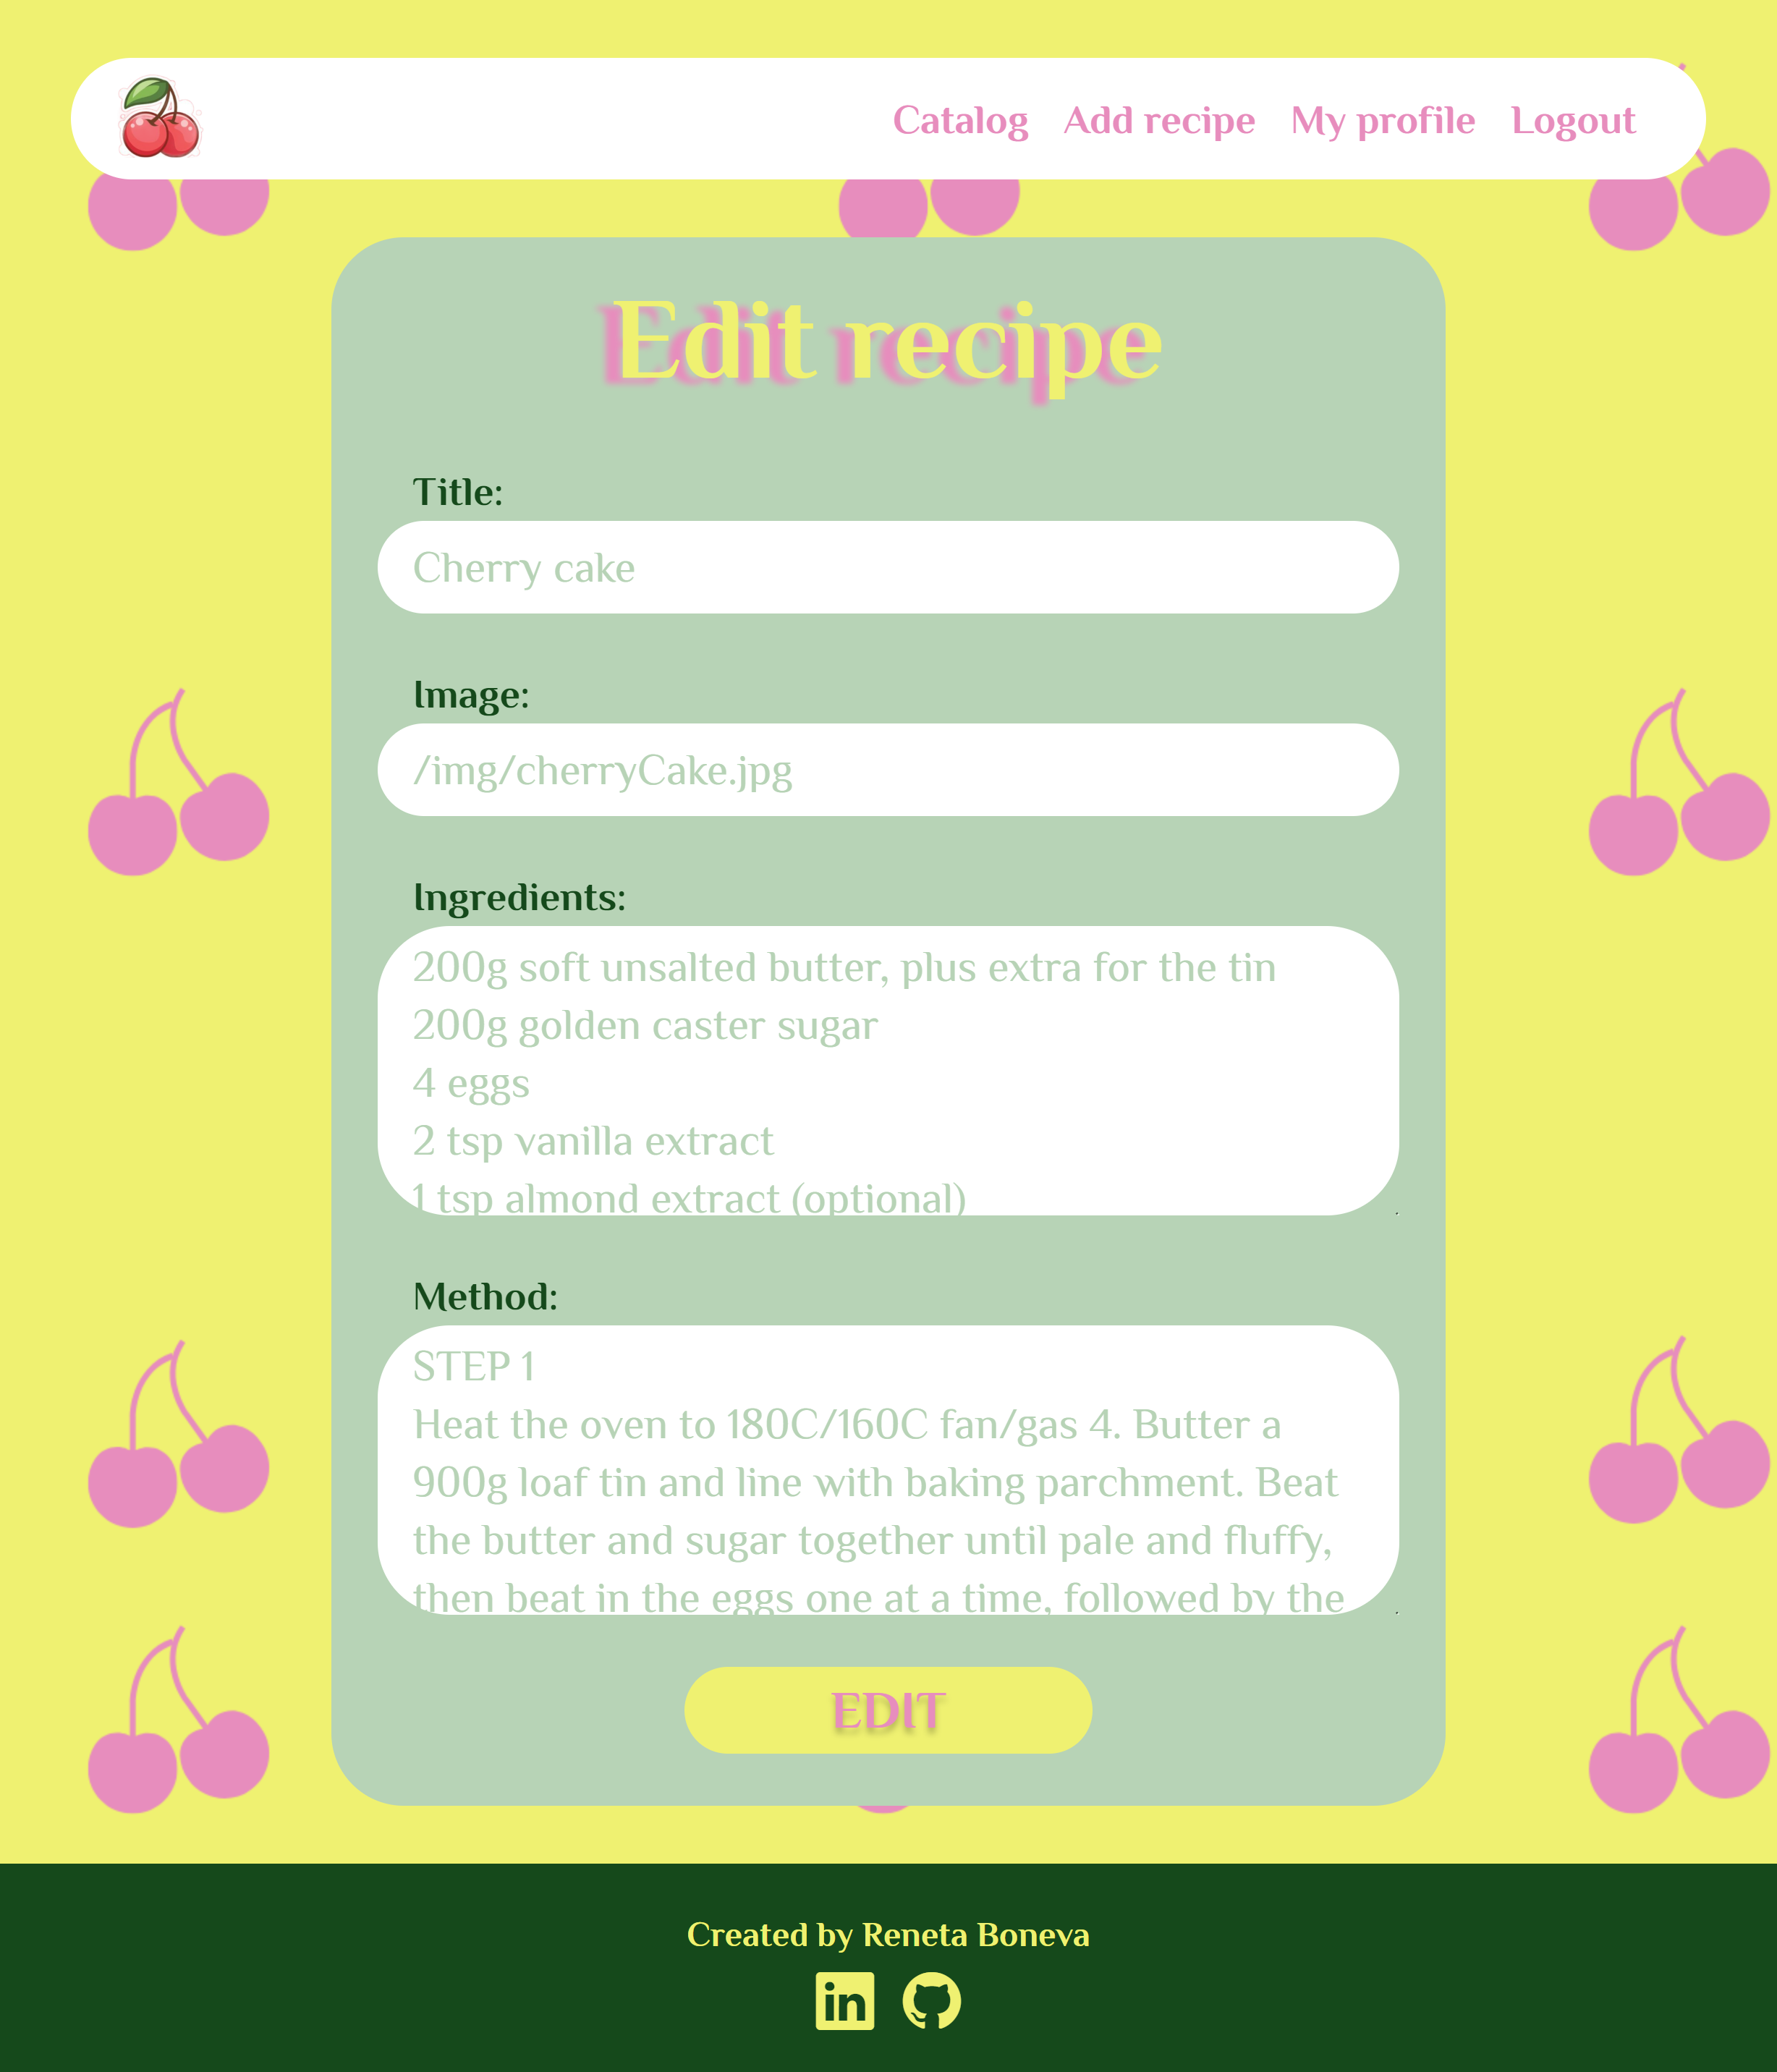 Catalog Add recipe My profile Logout
Edit recipe
Title:
Cherry cake
Image:
/img/cherryCake.jpg
Ingredients:
200g soft unsalted butter, plus extra for the tin
200g golden caster sugar
4 eggs
2 tsp vanilla extract
1 tsp almond extract (optional)
Method:
STEP 1
Heat the oven to 180C/160C fan/gas 4. Butter a
900g loaf tin and line with baking parchment. Beat
the butter and sugar together until pale and fluffy,
then beat in the eggs one at a time, followed by the
EDIT
Created by Reneta Boneva
in